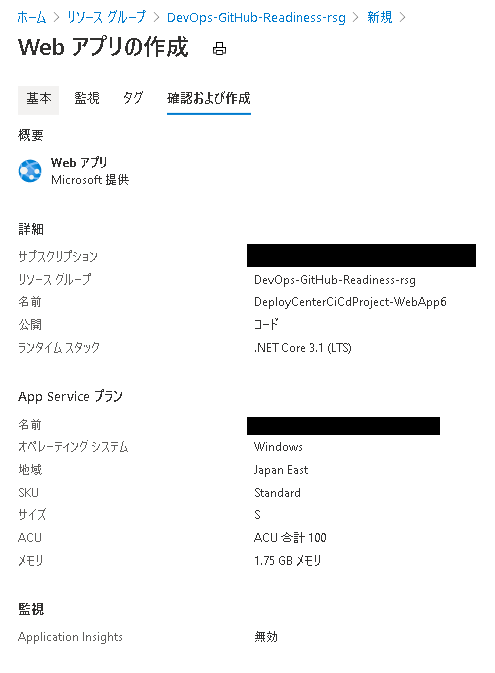 ホーム > リソース グループ > DevOps-GitHub-Readiness-rsg > 新規 >
Web アプリの作成
基本 監視 タグ 確認および作成
概要
Web アプリ
Microsoft 提供
詳細
サブスクリプション
リソース グループ DevOps-GitHub-Readiness-rsg
名前 DeployCenterCiCdProject-WebApp6
公開 コード
ランタイム スタック .NET Core 3.1 (LTS)
App Service プラン
名前
オペレーティング システム Windows
地域 Japan East
SKU Standard
サイズ S
ACU ACU 合計 100
メモリ 1.75 GB メモリ
監視
Application Insights 無効